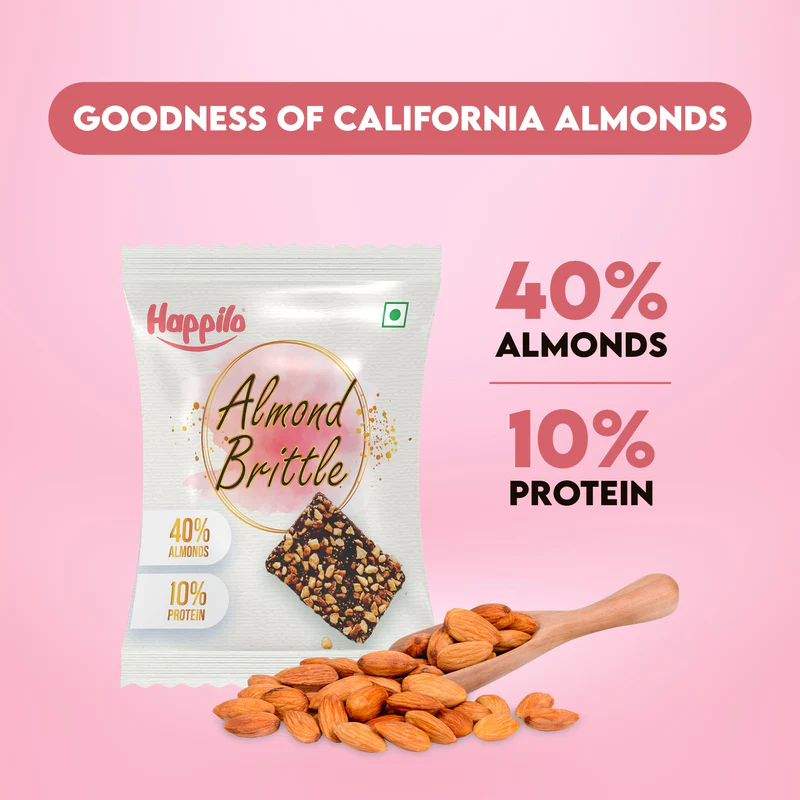 GOODNESS OF CALIFORNIA ALMONDS
Happilo
Almond
Brittle
40%
ALMONDS
10%
PROTEIN
40%
ALMONDS
10%
PROTEIN